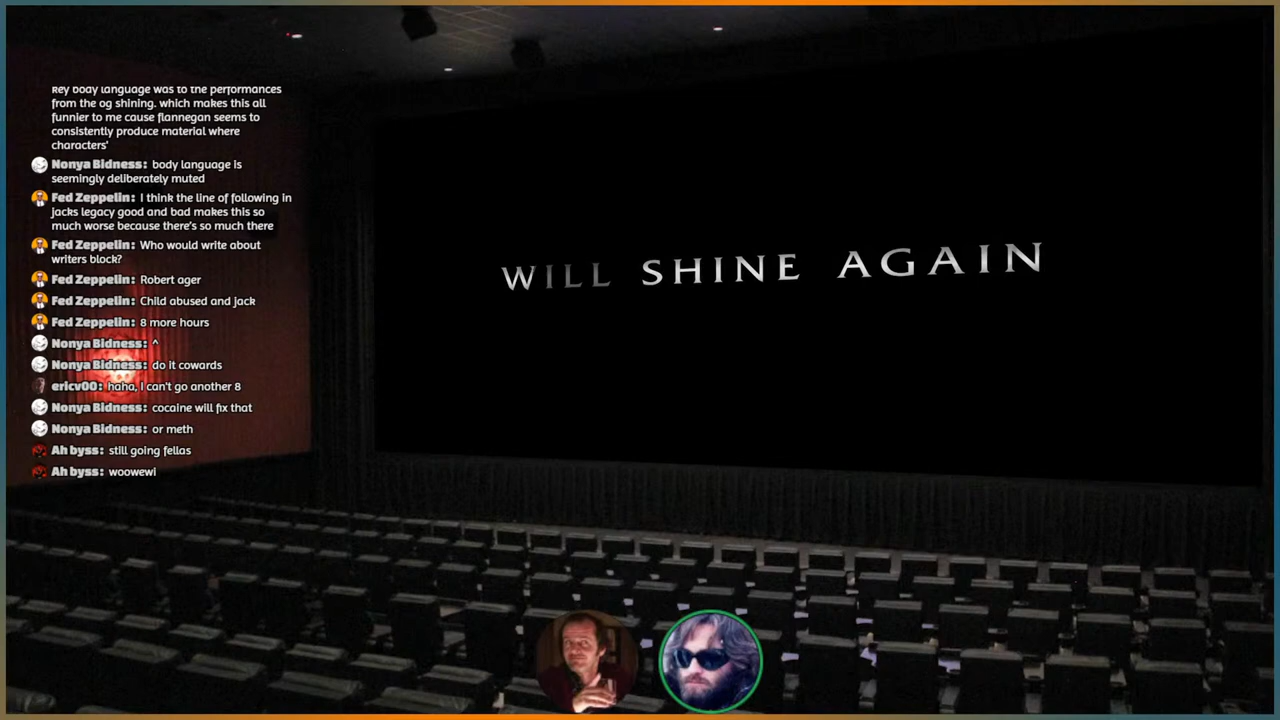 key body language was to the performances
from the og shining. which makes this all
funnier to me cause flannegan seems to
consistently produce material where
characters'
Nonya Bidness: body language is
seemingly deliberately muted
Fed Zeppelin: I think the line of following in
jacks legacy good and bad makes this so
much worse because there's so much there
Fed Zeppelin: Who would write about
writers block?
Fed Zeppelin: Robert ager
Fed Zeppelin: Child abused and jack
Fed Zeppelin: 8 more hours
Nonya Bidness: ^
Nonya Bidness: do it cowards
ericv00: haha, I can't go another 8
Nonya Bidness: cocaine will fix that
Nonya Bidness: or meth
Ah byss: still going fellas
Ah byss: woowewi
WILL SHINE AGAIN